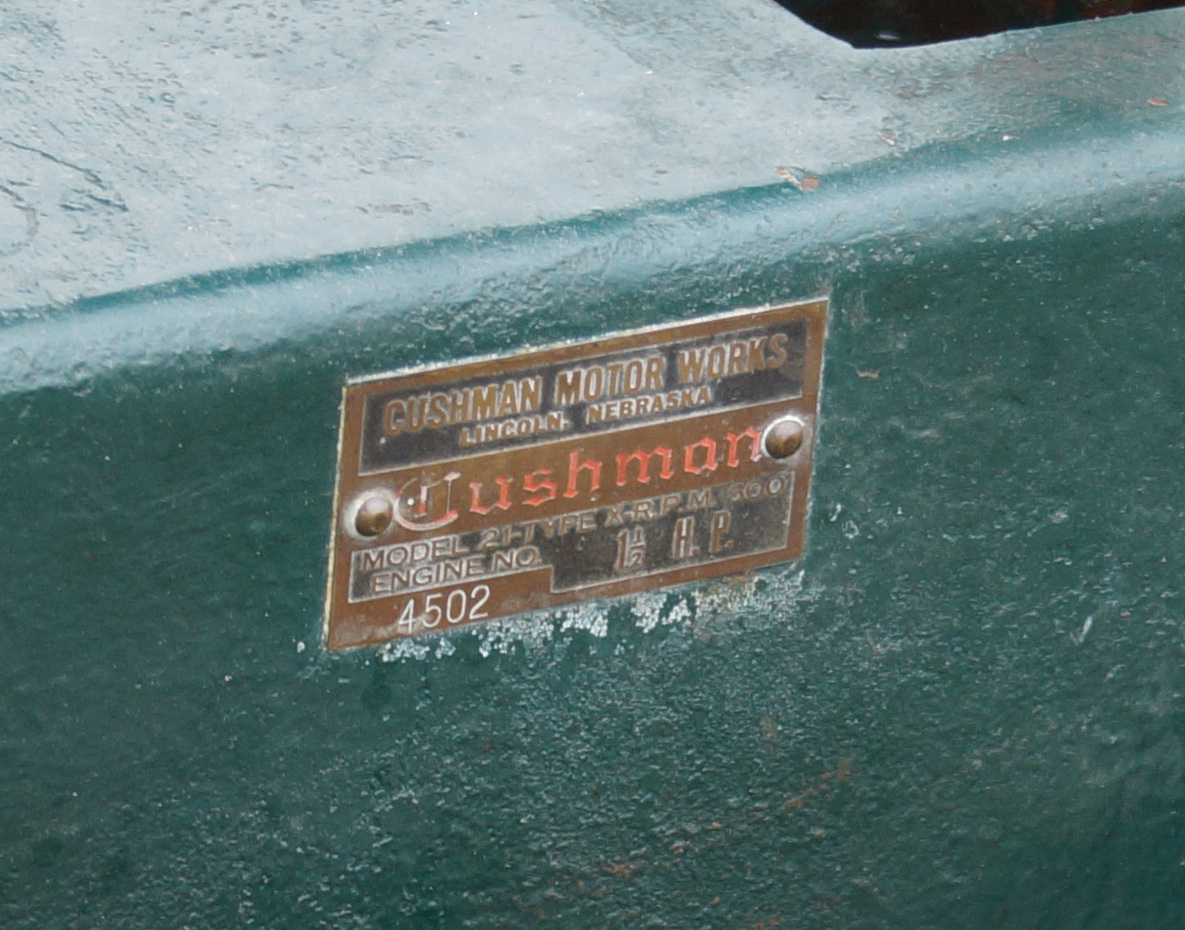 CUSHMAN MOTOR WORKS
LINCOLN, NEBRASKA
Cushman
MODEL 21-TYPE X-R.P.M. 600
ENGINE NO. 1½ H. P.
4502